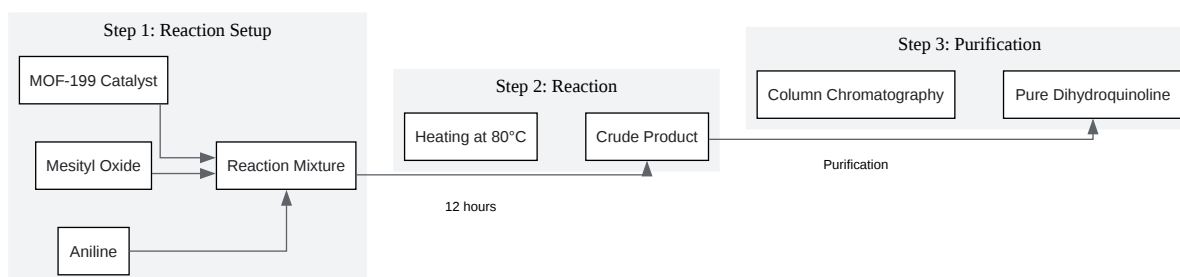 Step 1: Reaction Setup
MOF-199 Catalyst
Mesityl Oxide
Reaction Mixture
Aniline
Step 2: Reaction
Heating at 80°C
Crude Product
12 hours
Step 3: Purification
Column Chromatography
Pure Dihydroquinoline
Purification